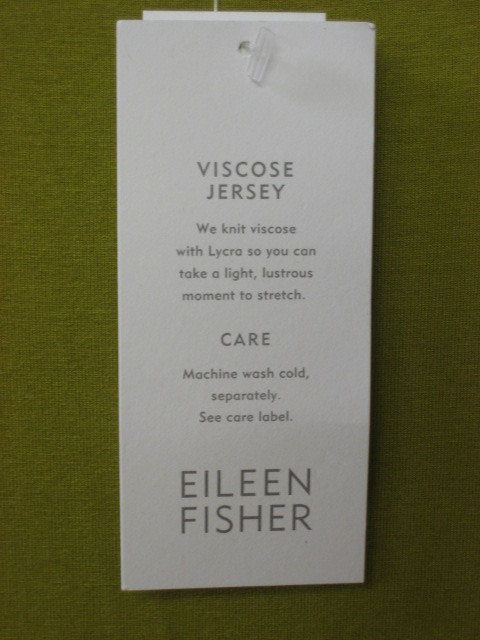 VISCOSE
JERSEY
We knit viscose
with Lycra so you can
take a light, lustrous
moment to stretch.
CARE
Machine wash cold,
separately.
See care label.
EILEEN
FISHER